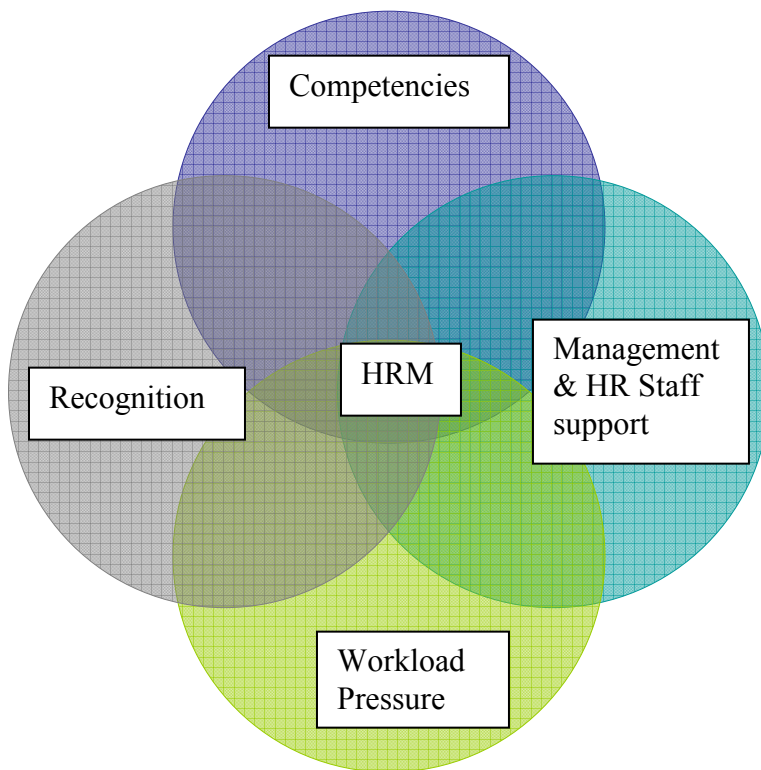 Competencies
Recognition
HRM
Management
& HR Staff
support
Workload
Pressure